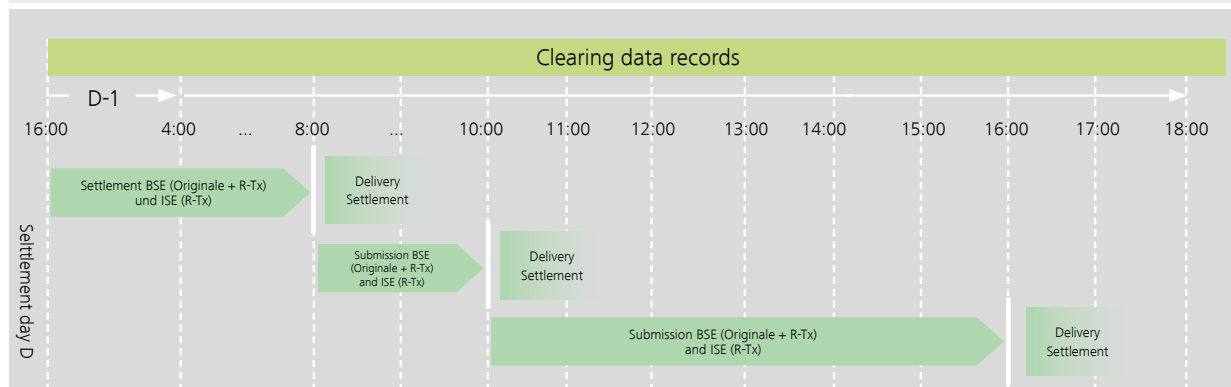 Clearing data records
D-1
16:00 4:00 ... 8:00 ... 10:00 11:00 12:00 13:00 14:00 15:00 16:00 17:00 18:00
Selttlement day D
Settlement BSE (Originale + R-Tx)
und ISE (R-Tx)
Delivery
Settlement
Submission BSE
(Originale + R-Tx)
and ISE (R-Tx)
Delivery
Settlement
Submission BSE (Originale + R-Tx)
and ISE (R-Tx)
Delivery
Settlement